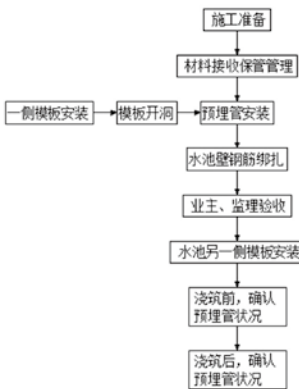 施工准备
材料接收保管管理
一侧模板安装
模板开洞
预埋管安装
水池壁钢筋绑扎
业主、监理验收
水池另一侧模板安装
浇筑前，确认
预埋管状况
浇筑后，确认
预埋管状况